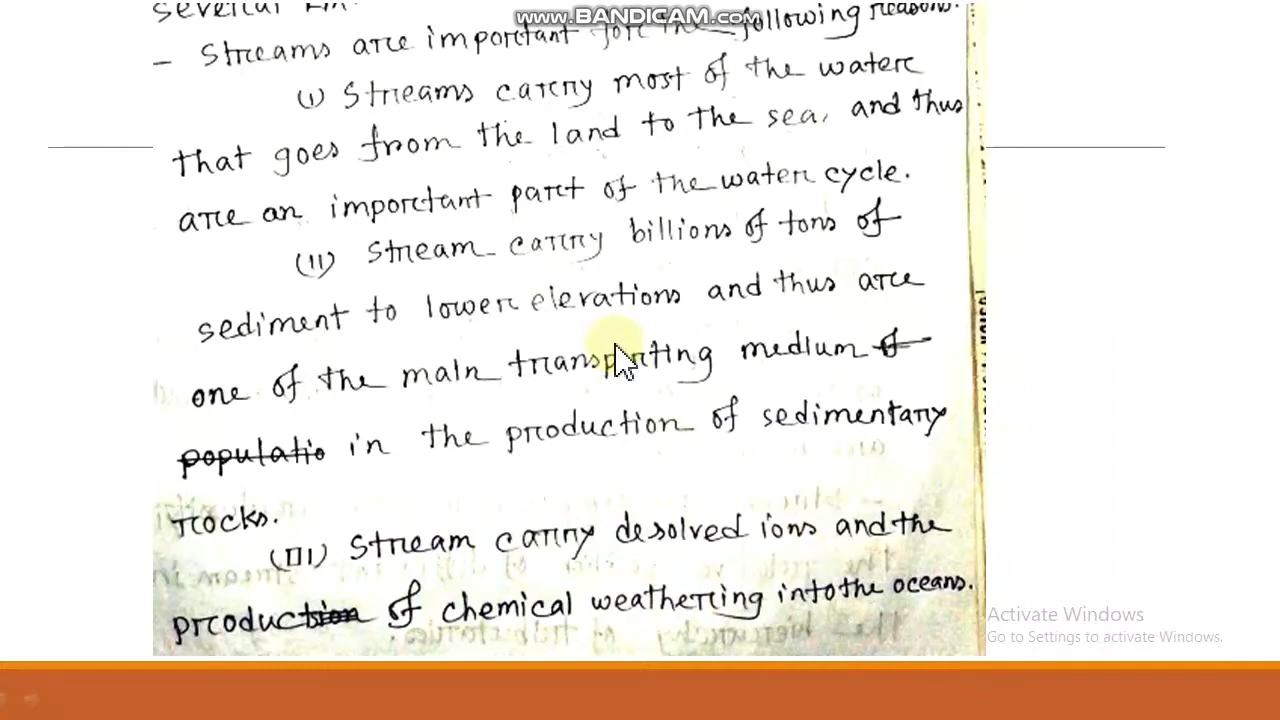 www.BANDICAM.com
- Streams are important for the following reason.
(I) Streams carry most of the water
that goes from the land to the sea, and thus
are an important part of the water cycle.
(II) Stream carry billions of tons of
sediment to lower elevations and thus are
one of the main transporting medium of
populatio in the production of sedimentary
rocks.
(III) Stream carry desolved ions and the
production of chemical weathering into the oceans.
Activate Windows
Go to Settings to activate Windows.